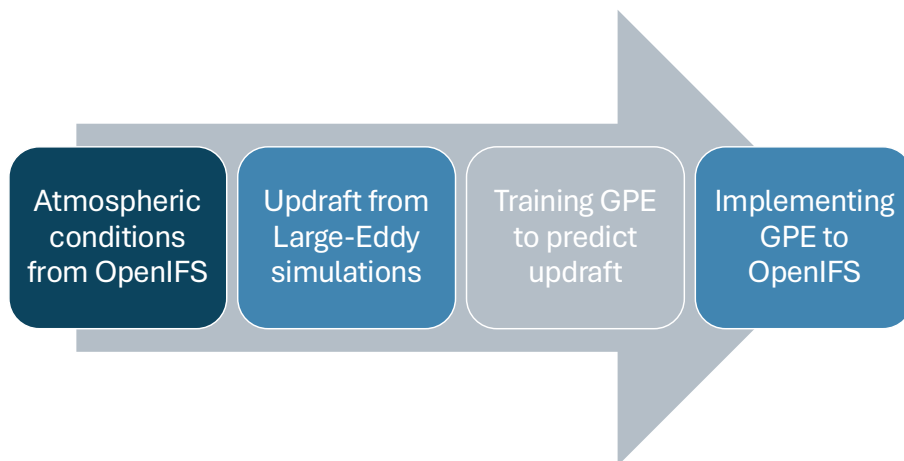 Atmospheric
conditions
from OpenIFS
Updraft from
Large-Eddy
simulations
Training GPE
to predict
updraft
Implementing
GPE to
OpenIFS